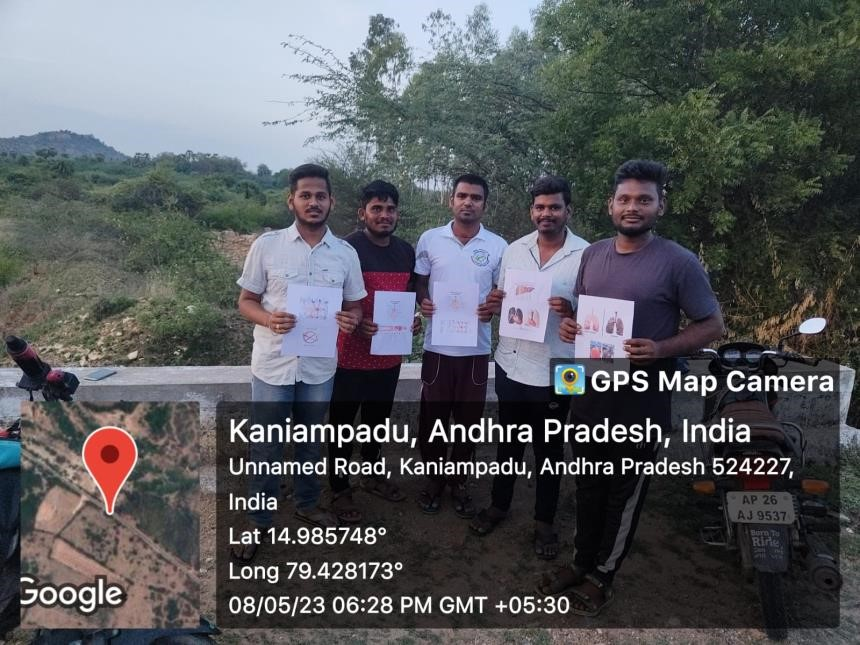 GPS Map Camera
Kaniampadu, Andhra Pradesh, India
Unnamed Road, Kaniampadu, Andhra Pradesh 524227,
India
Lat 14.985748°
Long 79.428173°
08/05/23 06:28 PM GMT +05:30
Google
AP 26
AJ 9537
Born To
Ride